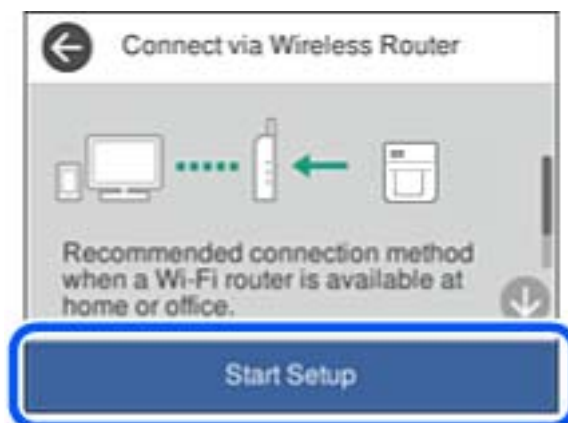 Connect via Wireless Router
Recommended connection method
when a Wi-Fi router is available at
home or office.
Start Setup